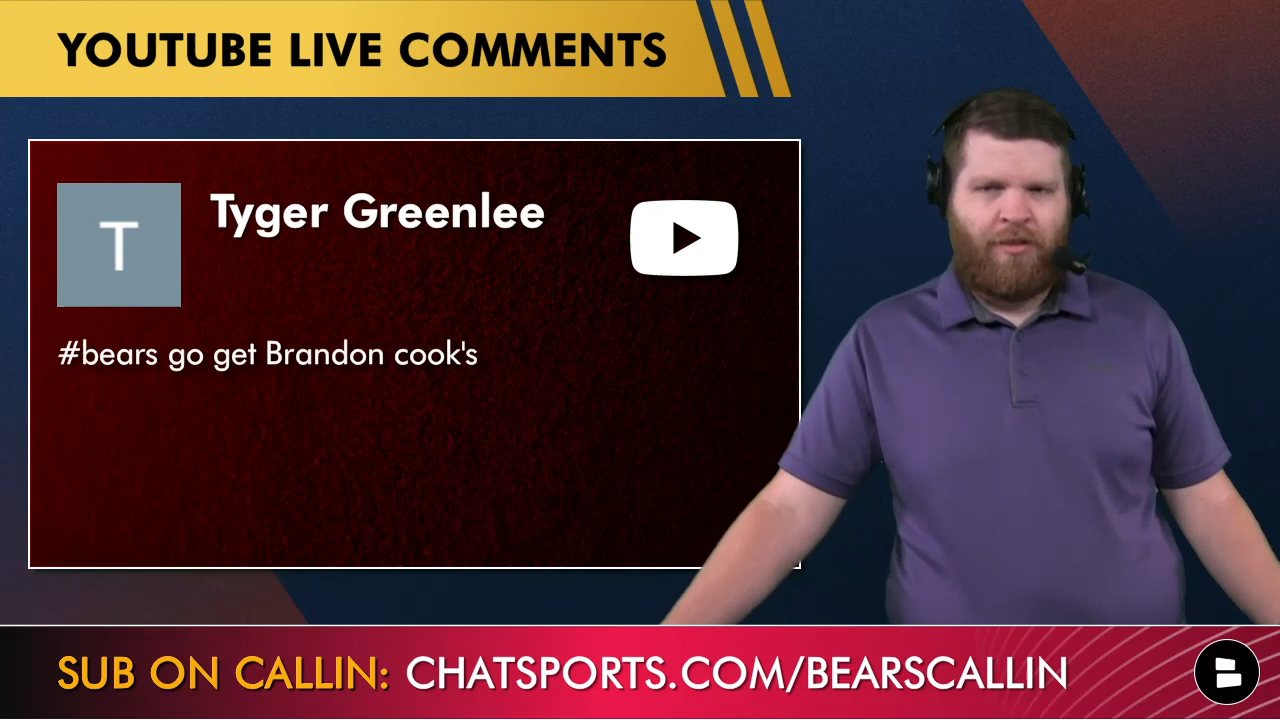 YOUTUBE LIVE COMMENTS
T
Tyger Greenlee
#bears go get Brandon cook's
SUB ON CALLIN: CHATSPORTS.COM/BEARSCALLIN